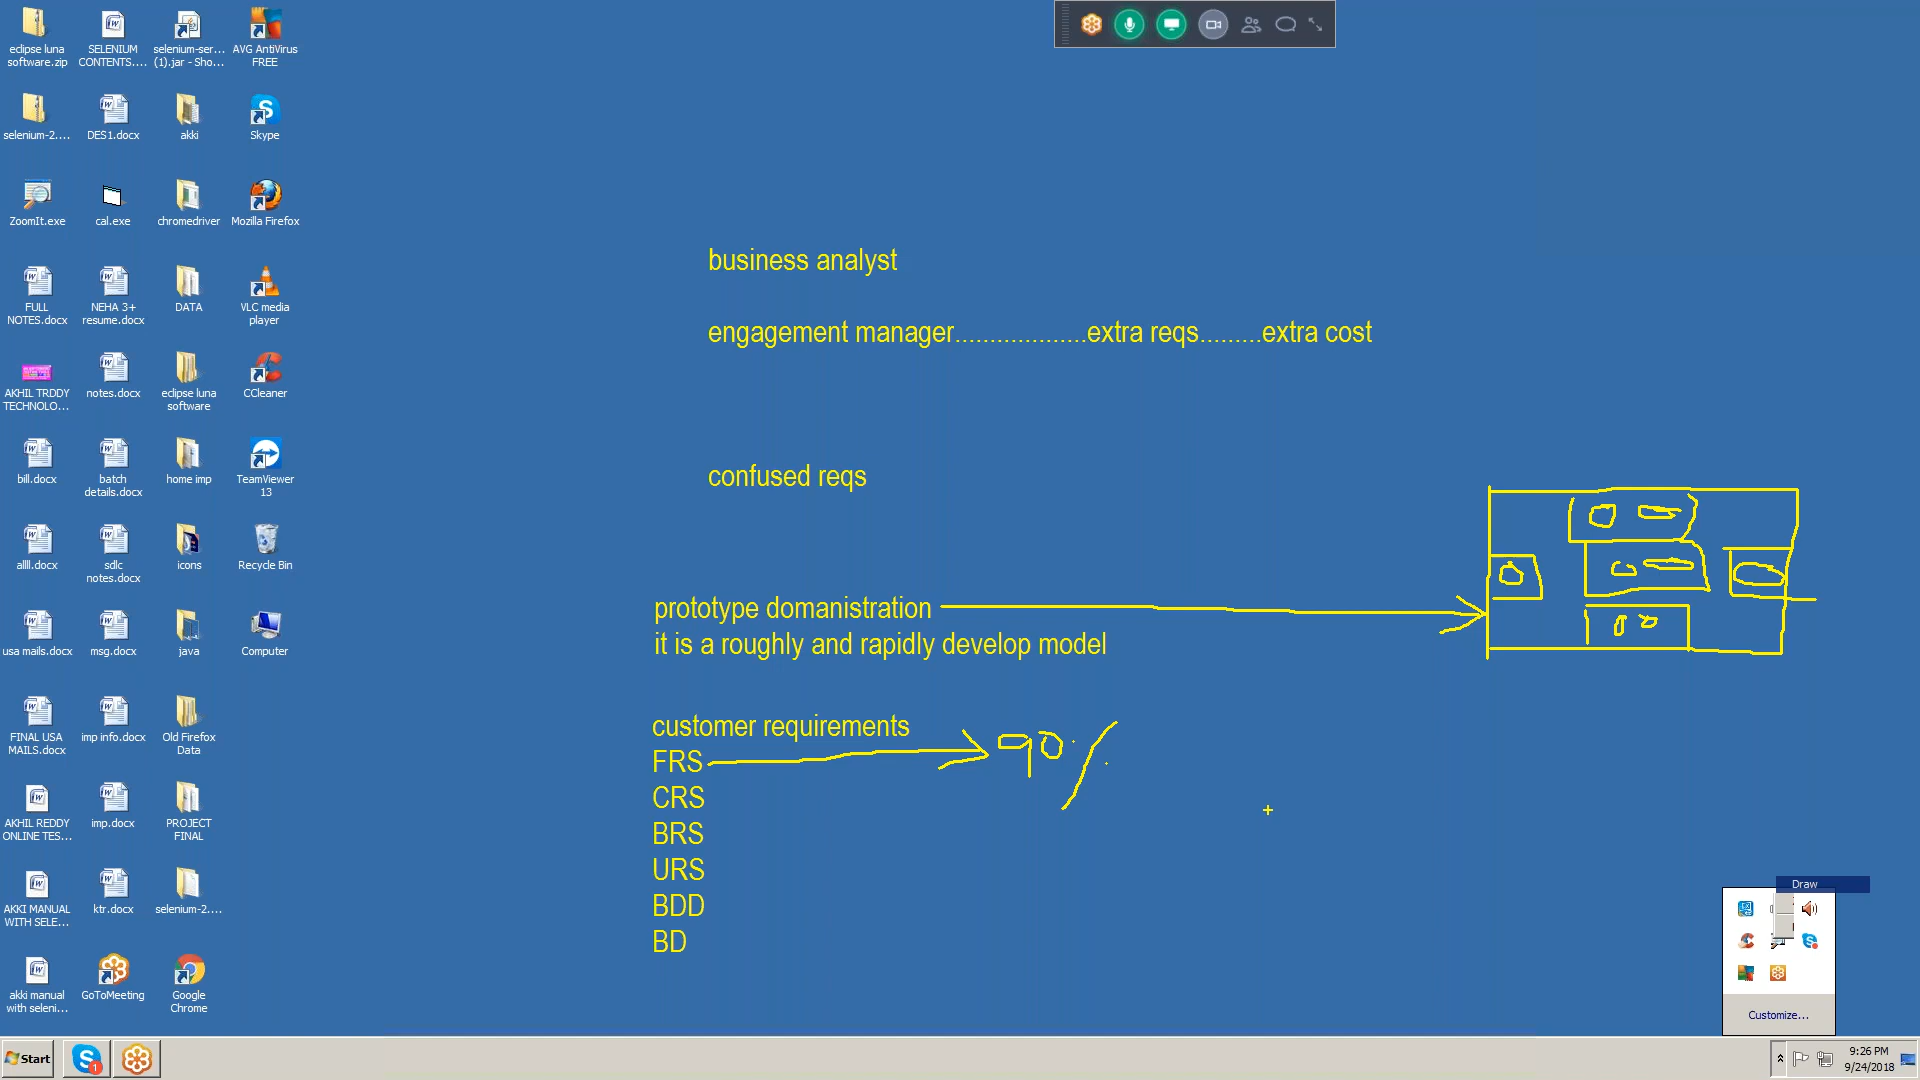 eclipse luna software.zip
SELENIUM CONTENTS....
selenium-ser... (1).jar - Sho...
AVG AntiVirus FREE
selenium-2....
DES1.docx
akki
Skype
ZoomIt.exe
cal.exe
chromedriver
Mozilla Firefox
FULL NOTES.docx
NEHA 3+ resume.docx
DATA
VLC media player
AKHIL TRDDY TECHNOLO...
notes.docx
eclipse luna software
CCleaner
bill.docx
batch details.docx
home imp
TeamViewer 13
allll.docx
sdlc notes.docx
icons
Recycle Bin
usa mails.docx
msg.docx
java
Computer
FINAL USA MAILS.docx
imp info.docx
Old Firefox Data
AKHIL REDDY ONLINE TES...
imp.docx
PROJECT FINAL
AKKI MANUAL WITH SELE...
ktr.docx
selenium-2....
akki manual with seleni...
GoToMeeting
Google Chrome
business analyst
engagement manager...................extra reqs.........extra cost
confused reqs
prototype domanistration
it is a roughly and rapidly develop model
customer requirements
FRS 90%
CRS
BRS
URS
BDD
BD
Draw
Customize...
Start
1
9:26 PM
9/24/2018